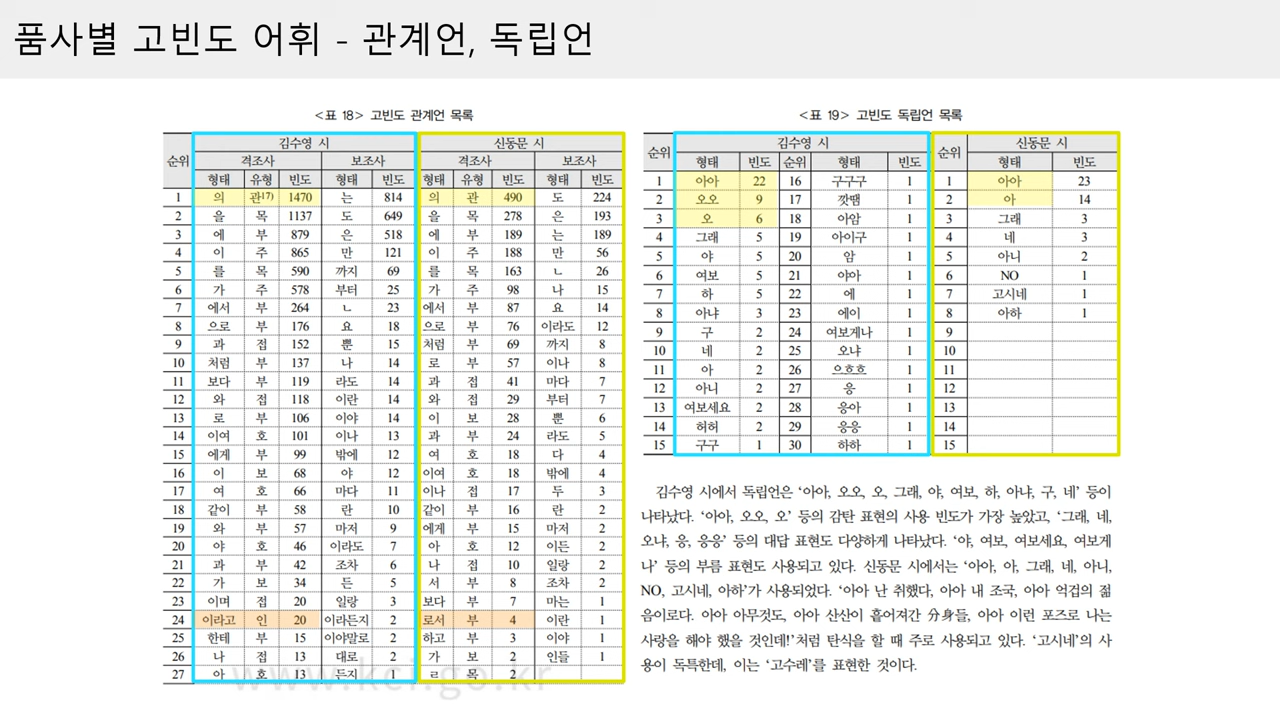 품사별 고빈도 어휘 - 관계언, 독립언
<표 18> 고빈도 관계언 목록
순위 김수영 시 신동문 시
격조사 보조사 격조사 보조사
형태 유형 빈도 형태 빈도 형태 유형 빈도 형태 빈도
1 의 관17) 1470 는 814 의 관 490 도 224
2 을 목 1137 도 649 을 목 278 은 193
3 에 부 879 은 518 에 부 189 는 189
4 이 주 865 만 121 이 주 188 만 56
5 를 목 590 까지 69 를 목 163 ㄴ 26
6 가 주 578 부터 25 가 주 98 나 15
7 에서 부 264 ㄴ 23 에서 부 87 요 14
8 으로 부 176 요 18 으로 부 76 이라도 12
9 과 접 152 뿐 15 처럼 부 69 까지 8
10 처럼 부 137 나 14 로 부 57 이나 8
11 보다 부 119 라도 14 과 접 41 마다 7
12 와 접 118 이란 14 와 접 29 부터 7
13 로 부 106 이야 14 이 보 28 뿐 6
14 이여 호 101 이나 13 과 부 24 라도 5
15 에게 부 99 밖에 12 여 호 18 다 4
16 이 보 68 야 12 이여 호 18 밖에 4
17 여 호 66 마다 11 이나 접 17 두 3
18 같이 부 58 란 10 같이 부 16 란 2
19 와 부 57 마저 9 에게 부 15 마저 2
20 야 호 46 이라도 7 아 호 12 이든 2
21 과 부 42 조차 6 나 접 10 일랑 2
22 가 보 34 든 5 서 부 8 조차 2
23 이며 접 20 일랑 3 보다 부 7 마는 1
24 이라고 인 20 이라든지 2 로서 부 4 이란 1
25 한테 부 15 이야말로 2 하고 부 3 이야 1
26 나 접 13 대로 2 가 보 2 인들 1
27 아 호 13 든지 1 ㄹ 목 2
www.kci.go.kr
<표 19> 고빈도 독립언 목록
순위 김수영 시 순위 신동문 시
형태 빈도 순위 형태 빈도 형태 빈도
1 아아 22 16 구구구 1 1 아아 23
2 오오 9 17 깟땜 1 2 아 14
3 오 6 18 아암 1 3 그래 3
4 그래 5 19 아이구 1 4 네 3
5 야 5 20 암 1 5 아니 2
6 여보 5 21 야아 1 6 NO 1
7 하 5 22 에 1 7 고시네 1
8 아냐 3 23 에이 1 8 아하 1
9 구 2 24 여보게나 1 9
10 네 2 25 오냐 1 10
11 아 2 26 으흐흐 1 11
12 아니 2 27 응 1 12
13 여보세요 2 28 응아 1 13
14 허허 2 29 응응 1 14
15 구구 1 30 하하 1 15
김수영 시에서 독립언은 ‘아아, 오오, 오, 그래, 야, 여보, 하, 아냐, 구, 네’ 등이
나타났다. ‘아아, 오오, 오’ 등의 감탄 표현의 사용 빈도가 가장 높았고, ‘그래, 네,
오냐, 응, 응응’ 등의 대답 표현도 다양하게 나타났다. ‘야, 여보, 여보세요, 여보게
나’ 등의 부름 표현도 사용되고 있다. 신동문 시에서는 ‘아아, 아, 그래, 네, 아니,
NO, 고시네, 아하’가 사용되었다. ‘아아 난 취했다, 아아 내 조국, 아아 억겁의 젊
음이로다. 아아 아무것도, 아아 산산이 흩어져간 分身들, 아아 이런 포즈로 나는
사랑을 해야 했을 것인데!’처럼 탄식을 할 때 주로 사용되고 있다. ‘고시네’의 사
용이 독특한데, 이는 ‘고수레’를 표현한 것이다.